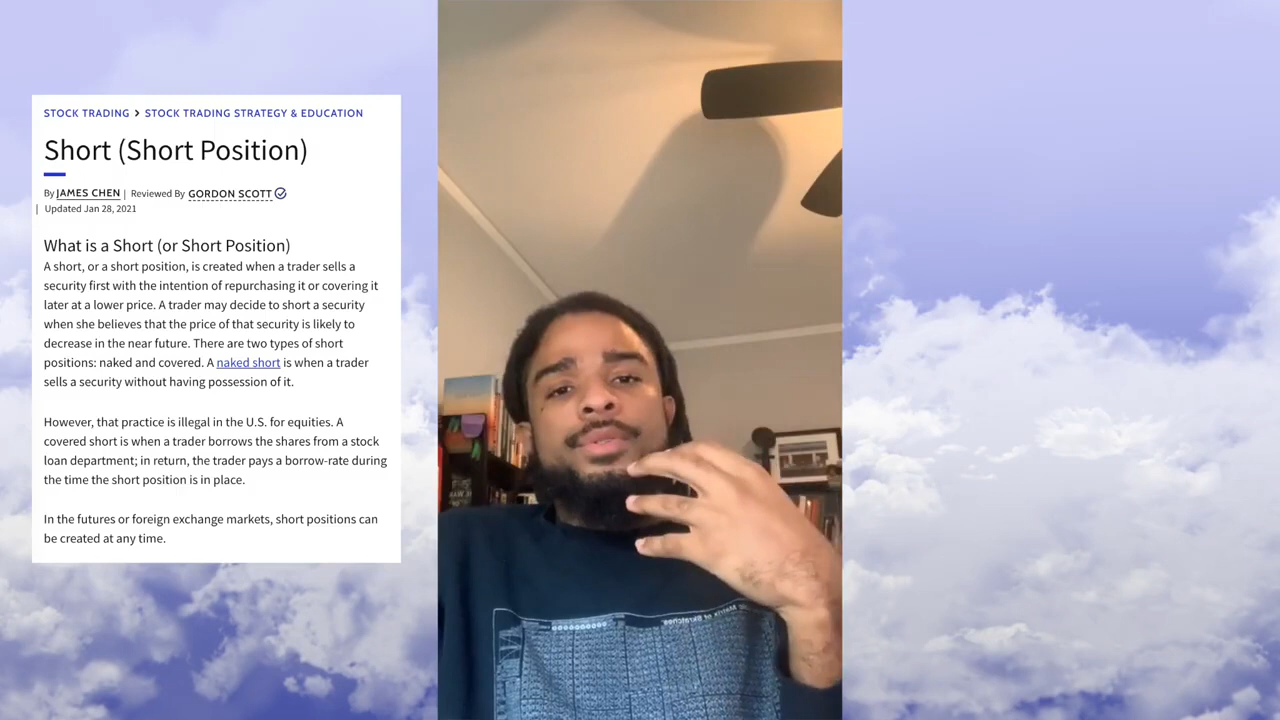 STOCK TRADING > STOCK TRADING STRATEGY & EDUCATION
Short (Short Position)
By JAMES CHEN | Reviewed By GORDON SCOTT
| Updated Jan 28, 2021
What is a Short (or Short Position)
A short, or a short position, is created when a trader sells a
security first with the intention of repurchasing it or covering it
later at a lower price. A trader may decide to short a security
when she believes that the price of that security is likely to
decrease in the near future. There are two types of short
positions: naked and covered. A naked short is when a trader
sells a security without having possession of it.
However, that practice is illegal in the U.S. for equities. A
covered short is when a trader borrows the shares from a stock
loan department; in return, the trader pays a borrow-rate during
the time the short position is in place.
In the futures or foreign exchange markets, short positions can
be created at any time.